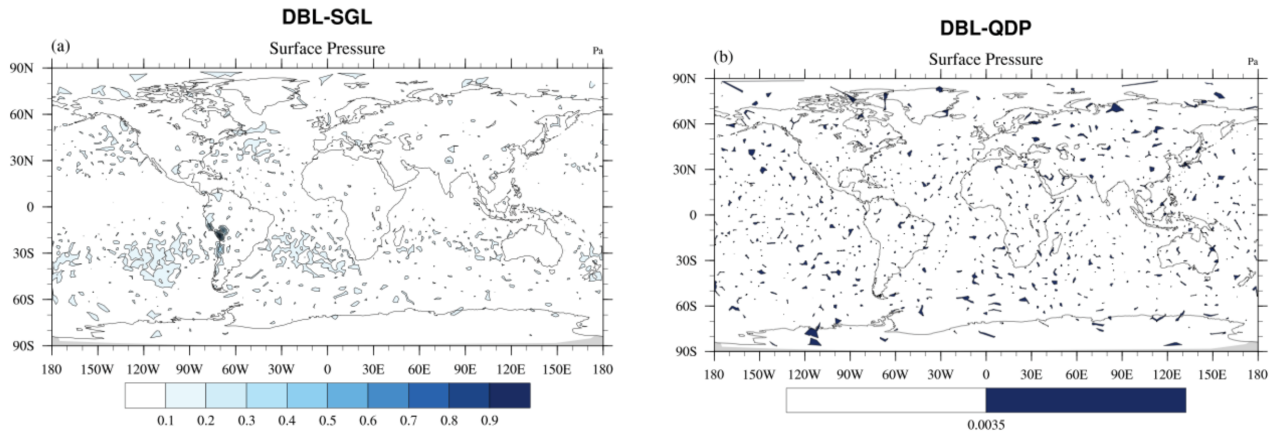 DBL-SGL
(a)
Surface Pressure
Pa
90N
60N
30N
0
30S
60S
90S
180 150W 120W 90W 60W 30W 0 30E 60E 90E 120E 150E 180
0.1 0.2 0.3 0.4 0.5 0.6 0.7 0.8 0.9
DBL-QDP
(b)
Surface Pressure
Pa
90N
60N
30N
0
30S
60S
90S
180 150W 120W 90W 60W 30W 0 30E 60E 90E 120E 150E 180
0.0035